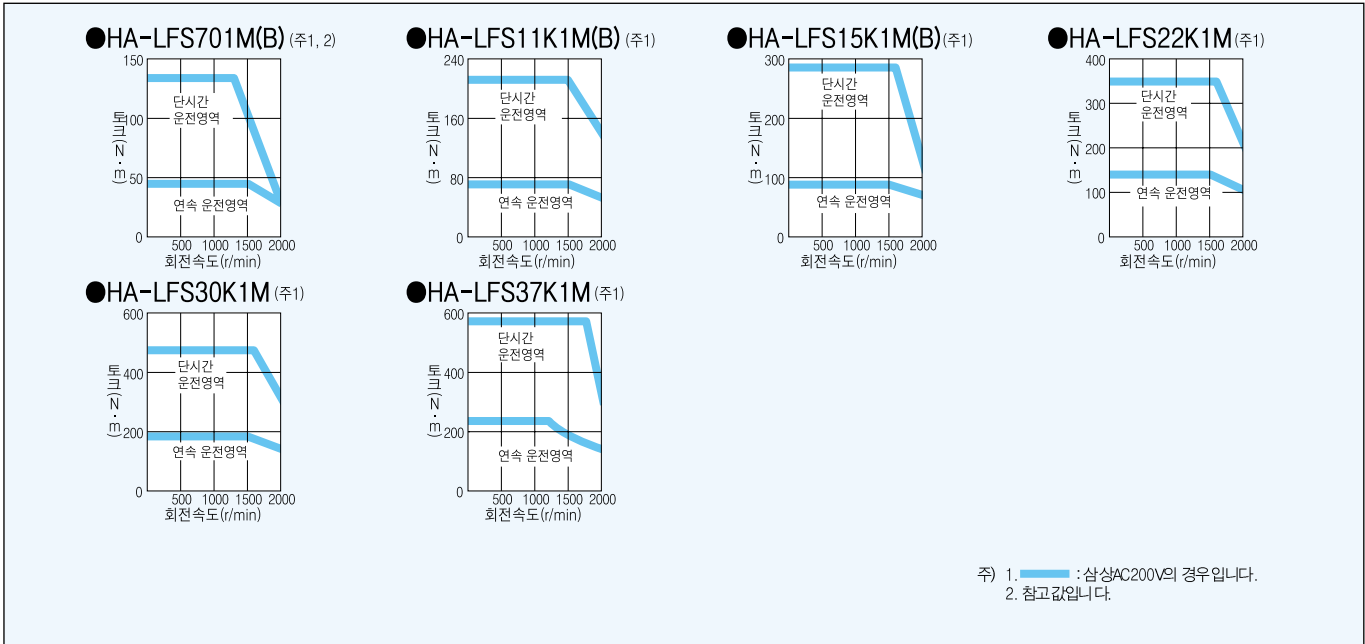 ●HA-LFS701M(B) (주1, 2)
150
100
50
0
토크(N·m)
단시간
운전영역
연속 운전영역
500 1000 1500 2000
회전속도(r/min)
●HA-LFS11K1M(B) (주1)
240
160
80
0
토크(N·m)
단시간
운전영역
연속 운전영역
500 1000 1500 2000
회전속도(r/min)
●HA-LFS15K1M(B)(주1)
300
200
100
0
토크(N·m)
단시간
운전영역
연속 운전영역
500 1000 1500 2000
회전속도(r/min)
●HA-LFS22K1M(주1)
400
300
200
100
0
토크(N·m)
단시간
운전영역
연속 운전영역
500 1000 1500 2000
회전속도(r/min)
●HA-LFS30K1M(주1)
600
400
200
0
토크(N·m)
단시간
운전영역
연속 운전영역
500 1000 1500 2000
회전속도(r/min)
●HA-LFS37K1M(주1)
600
400
200
0
토크(N·m)
단시간
운전영역
연속 운전영역
500 1000 1500 2000
회전속도(r/min)
주) 1. : 삼상AC200V의 경우입니다.
2. 참고값입니다.